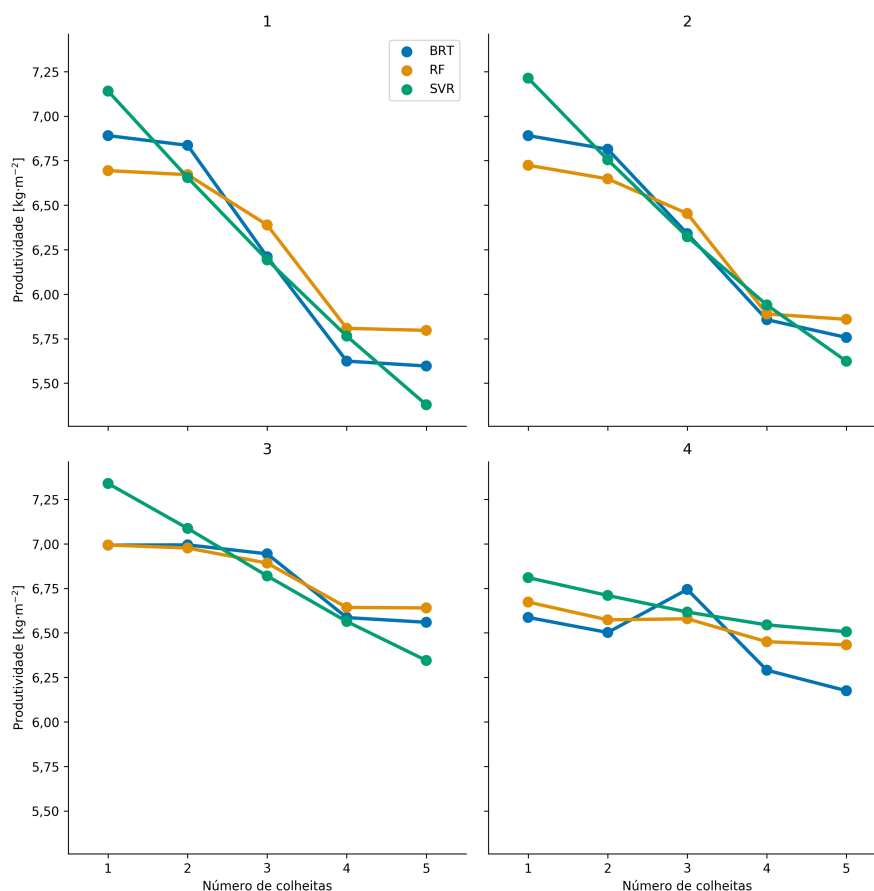 1
2
BRT
RF
SVR
7,25
7,00
6,75
6,50
6,25
6,00
5,75
5,50
Produtividade [kg·m⁻²]
3
4
7,25
7,00
6,75
6,50
6,25
6,00
5,75
5,50
Produtividade [kg·m⁻²]
1 2 3 4 5
1 2 3 4 5
Número de colheitas
Número de colheitas